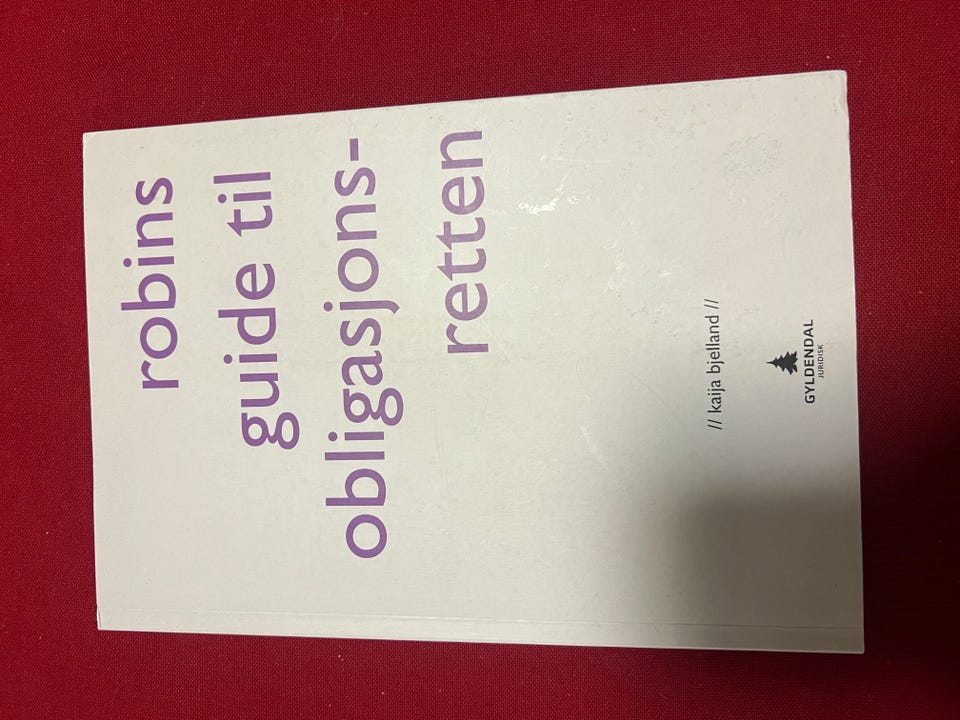 robins
guide til
obligasjons-
retten
// kaija bjelland //
GYLDENDAL
JURIDISK